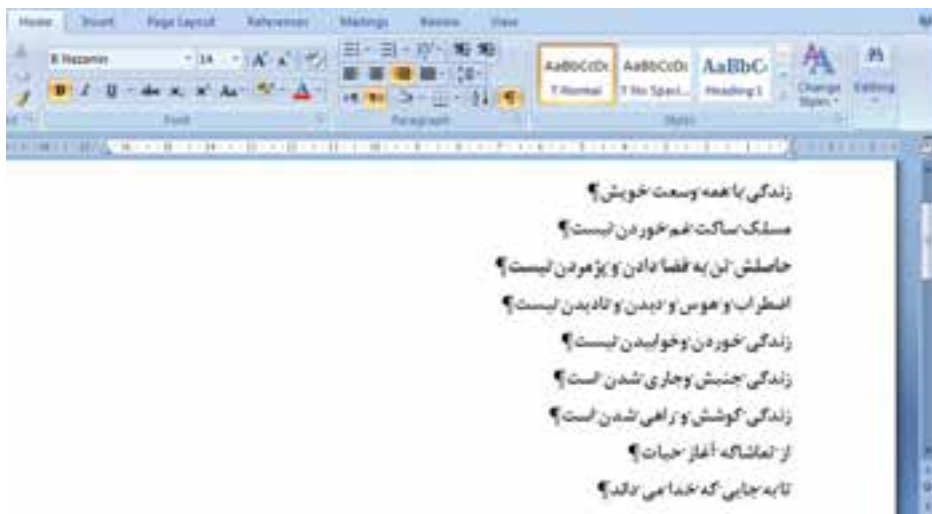 Home Insert Page Layout References Mailings Review View
B Nazanin 14
AaBbCcDc AaBbCcDc AaBbC
¶ Normal ¶ No Spaci... Heading 1 Change Styles Editing
Font Paragraph Styles
زندگی با همه وسعت خویش¶
مسلک ساکت غم خوردن نیست¶
حاصلش تن به قضا دادن و پژمردن نیست¶
اضطراب و هوس و دیدن و نادیدن نیست¶
زندگی خوردن وخوابیدن نیست¶
زندگی جنبش وجاری شدن است¶
زندگی کوشش و راهی شدن است¶
از تماشاگه آغاز حیات¶
تا به جایی که خدا می داند¶